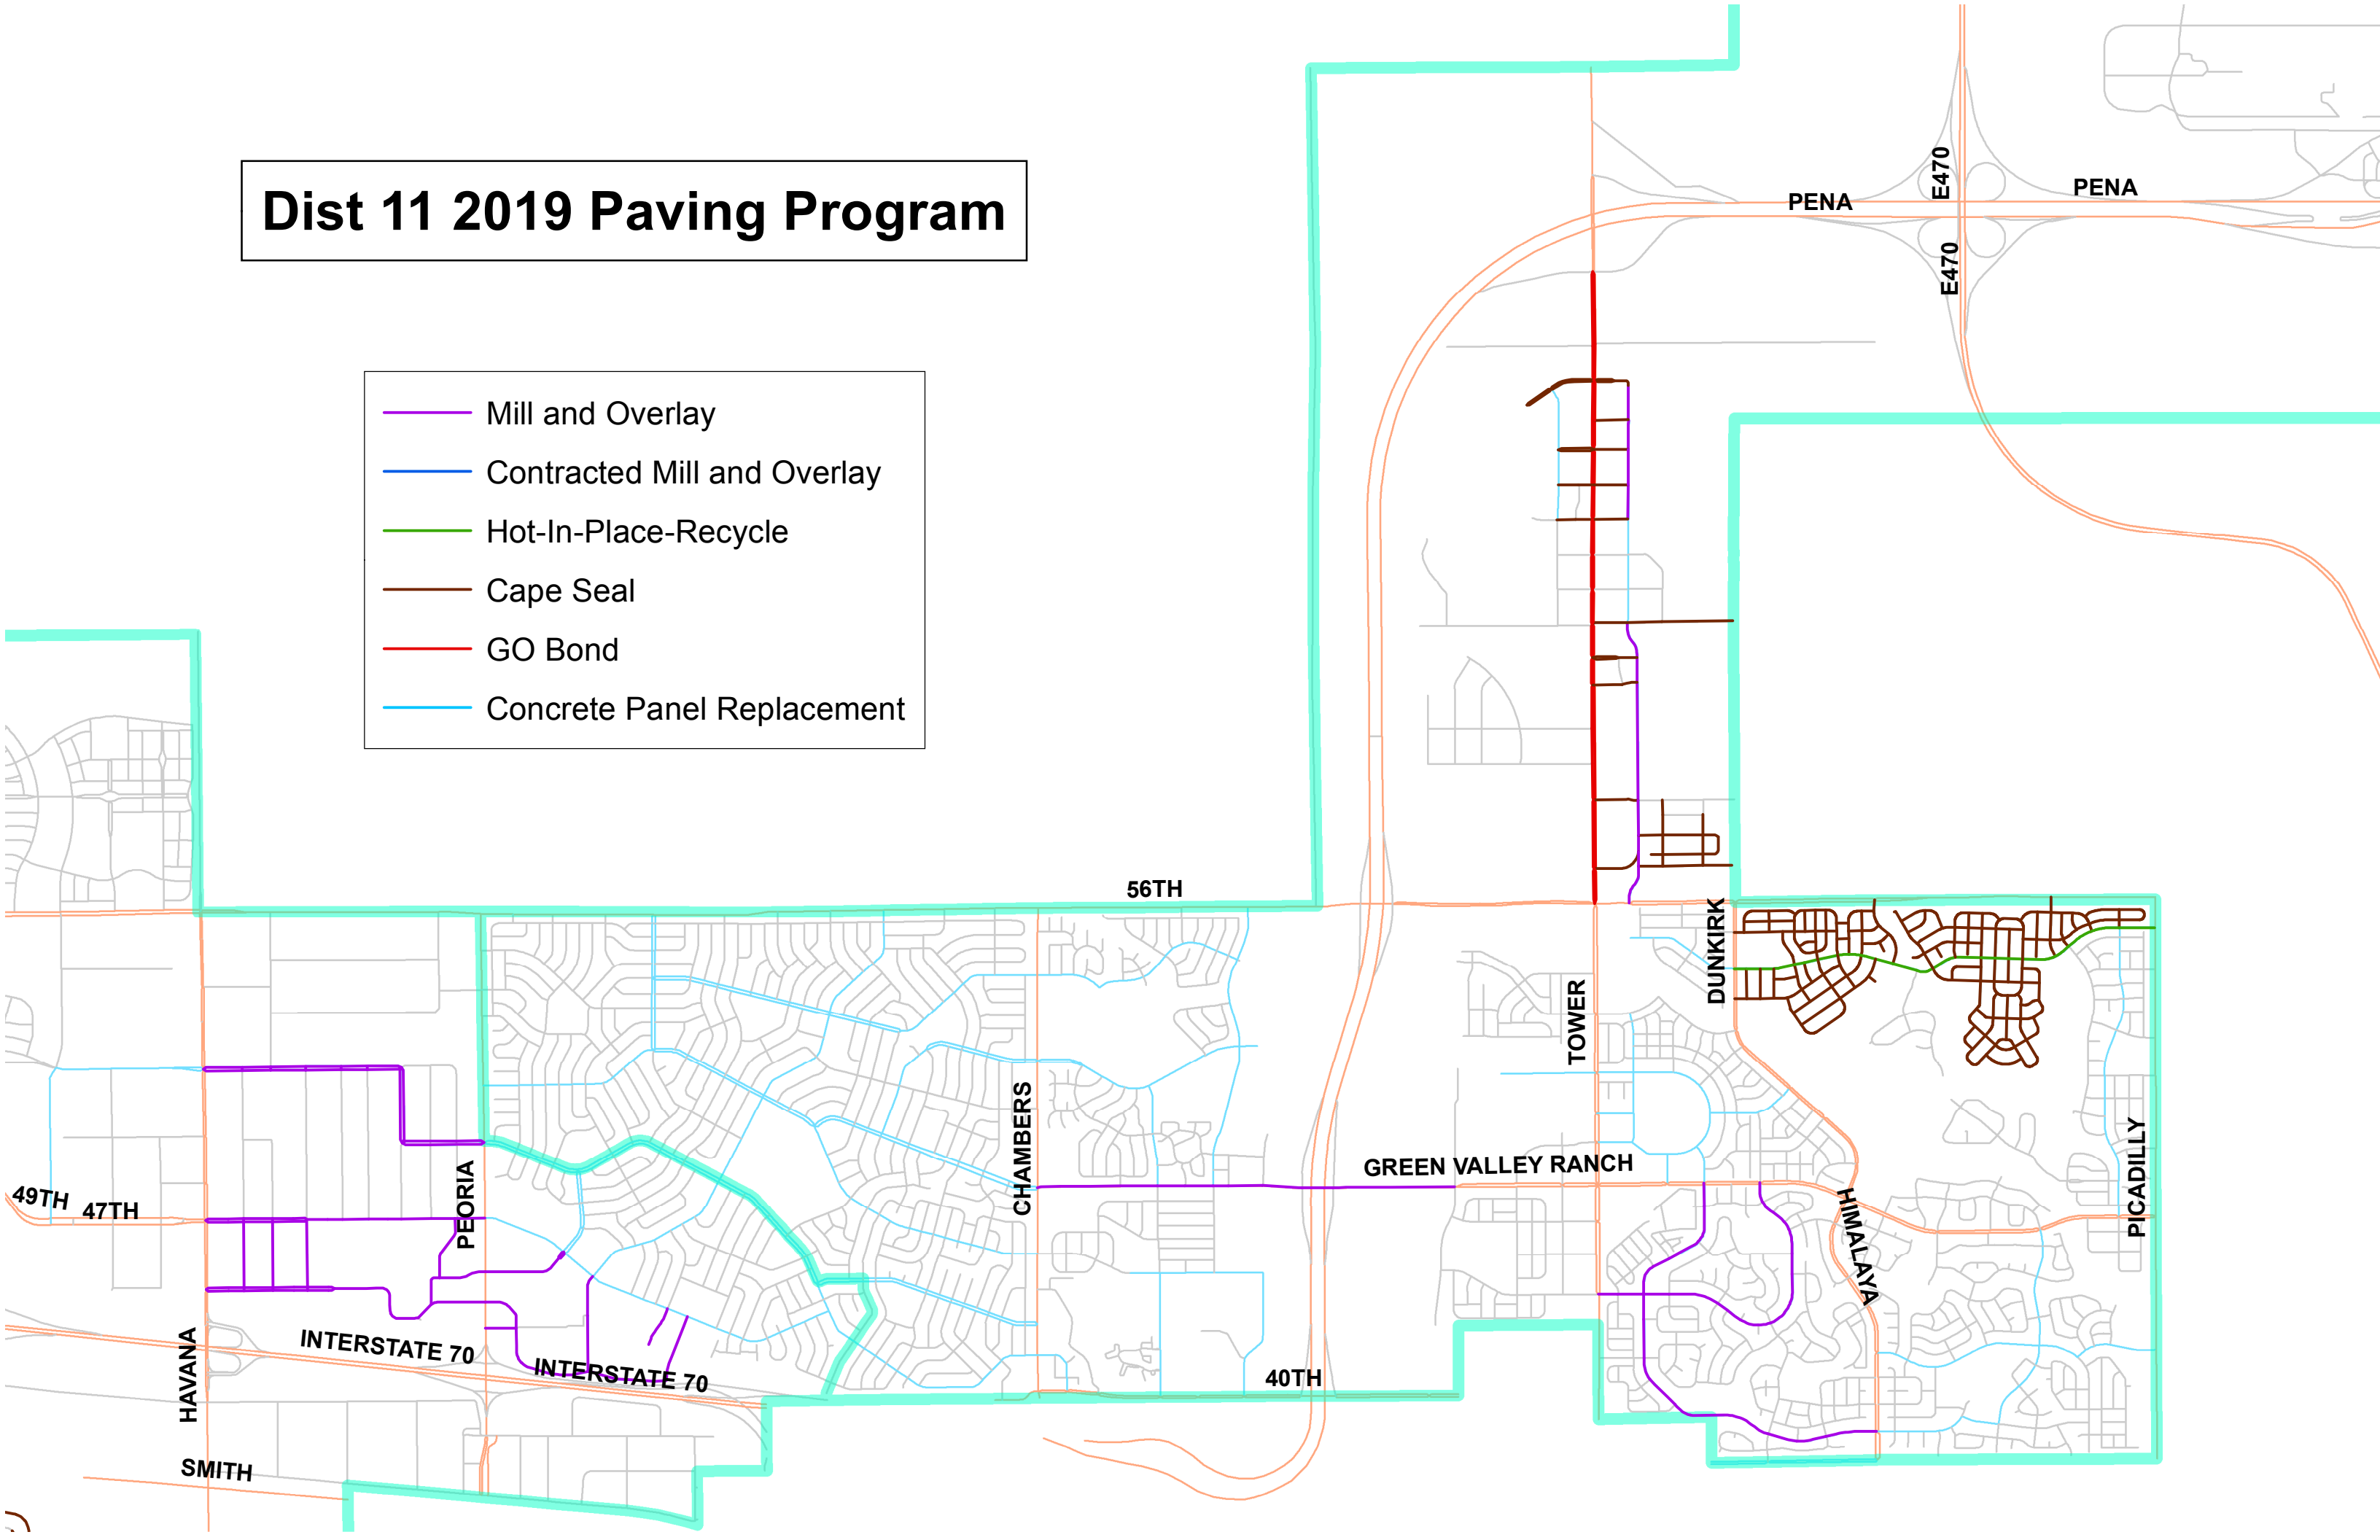 Dist 11 2019 Paving Program
Mill and Overlay
Contracted Mill and Overlay
Hot-In-Place-Recycle
Cape Seal
GO Bond
Concrete Panel Replacement
PENA
E470
PENA
E470
56TH
DUNKIRK
TOWER
CHAMBERS
PEORIA
GREEN VALLEY RANCH
PICADILLY
HIMALAYA
49TH
47TH
HAVANA
INTERSTATE 70
INTERSTATE 70
40TH
SMITH